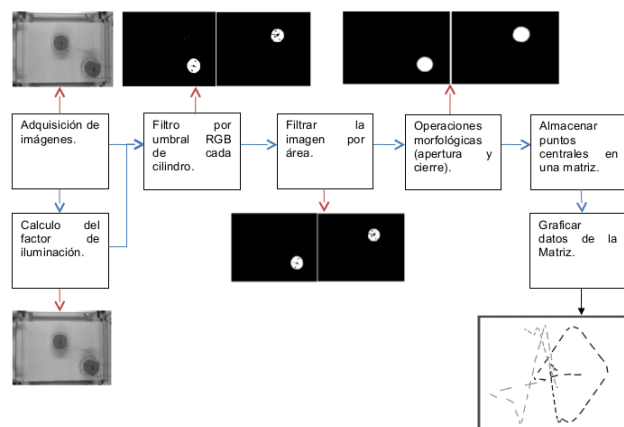 Adquisición de
imágenes.
Filtro por
umbral RGB
de cada
cilindro.
Filtrar la
imagen por
área.
Operaciones
morfológicas
(apertura y
cierre).
Almacenar
puntos
centrales en
una matriz.
Calculo del
factor de
iluminación.
Graficar
datos de la
Matriz.